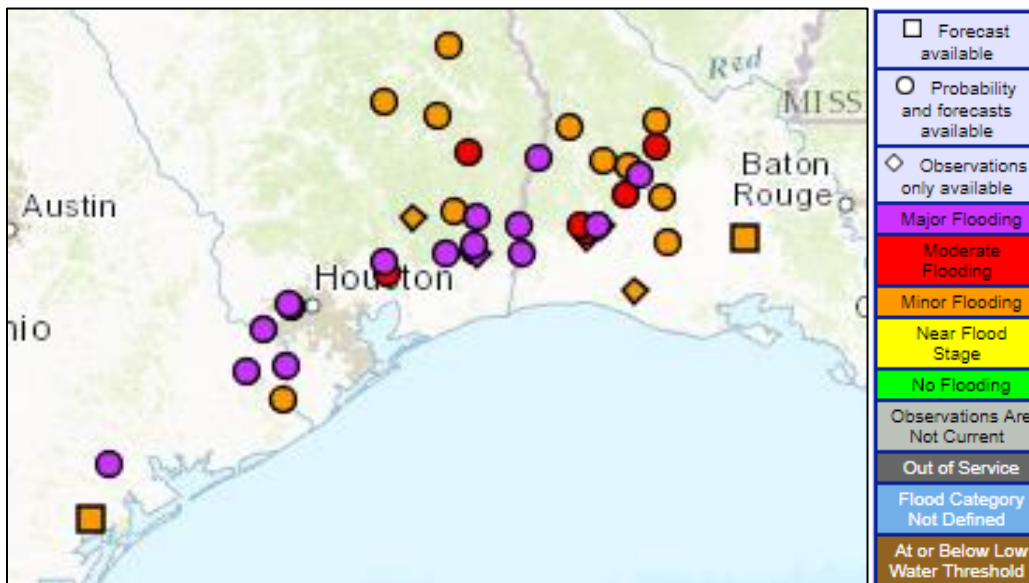 Red
MISS
Baton
Rouge
Austin
Houston
nio
Forecast
available
Probability
and forecasts
available
Observations
only available
Major Flooding
Moderate
Flooding
Minor Flooding
Near Flood
Stage
No Flooding
Observations Are
Not Current
Out of Service
Flood Category
Not Defined
At or Below Low
Water Threshold